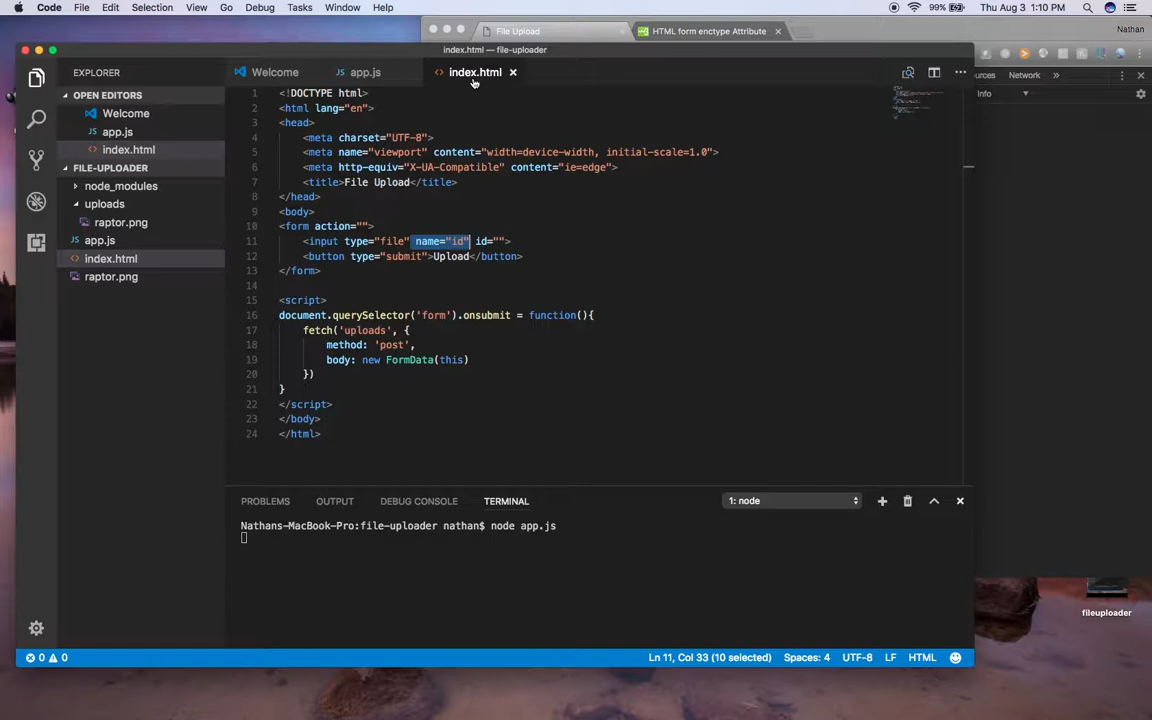 Code File Edit Selection View Go Debug Tasks Window Help 99% Thu Aug 3 1:10 PM
Nathan
File Upload HTML form enctype Attribute
index.html — file-uploader
EXPLORER Welcome app.js index.html
Network »
Info
OPEN EDITORS
Welcome
app.js
index.html
FILE-UPLOADER
node_modules
uploads
raptor.png
app.js
index.html
raptor.png
1 <!DOCTYPE html>
2 <html lang="en">
3 <head>
4 <meta charset="UTF-8">
5 <meta name="viewport" content="width=device-width, initial-scale=1.0">
6 <meta http-equiv="X-UA-Compatible" content="ie=edge">
7 <title>File Upload</title>
8 </head>
9 <body>
10 <form action="">
11 <input type="file" name="id" id="">
12 <button type="submit">Upload</button>
13 </form>
14
15 <script>
16 document.querySelector('form').onsubmit = function(){
17 fetch('uploads', {
18 method: 'post',
19 body: new FormData(this)
20 })
21 }
22 </script>
23 </body>
24 </html>
PROBLEMS OUTPUT DEBUG CONSOLE TERMINAL 1: node
Nathans-MacBook-Pro:file-uploader nathan$ node app.js
fileuploader
0 0 Ln 11, Col 33 (10 selected) Spaces: 4 UTF-8 LF HTML